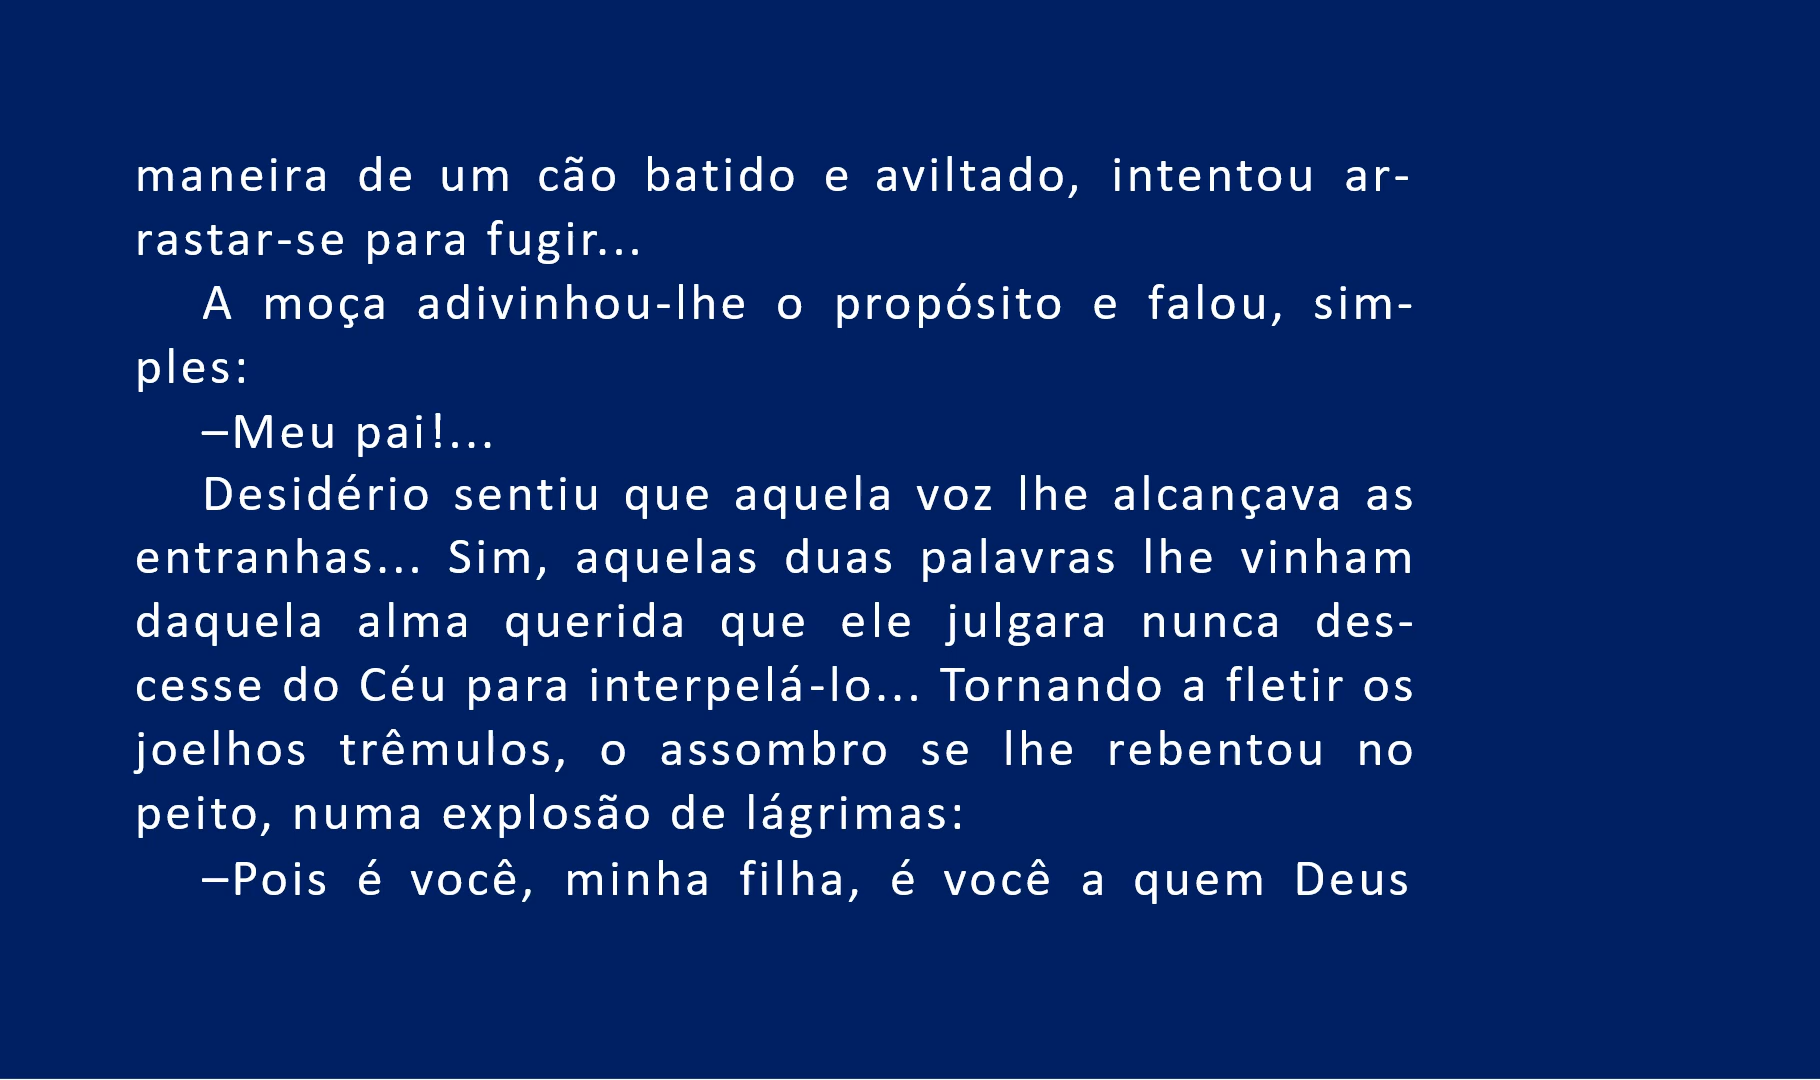 maneira de um cão batido e aviltado, intentou ar-
rastar-se para fugir...
A moça adivinhou-lhe o propósito e falou, sim-
ples:
–Meu pai!...
Desidério sentiu que aquela voz lhe alcançava as
entranhas... Sim, aquelas duas palavras lhe vinham
daquela alma querida que ele julgara nunca des-
cesse do Céu para interpelá-lo... Tornando a fletir os
joelhos trêmulos, o assombro se lhe rebentou no
peito, numa explosão de lágrimas:
–Pois é você, minha filha, é você a quem Deus